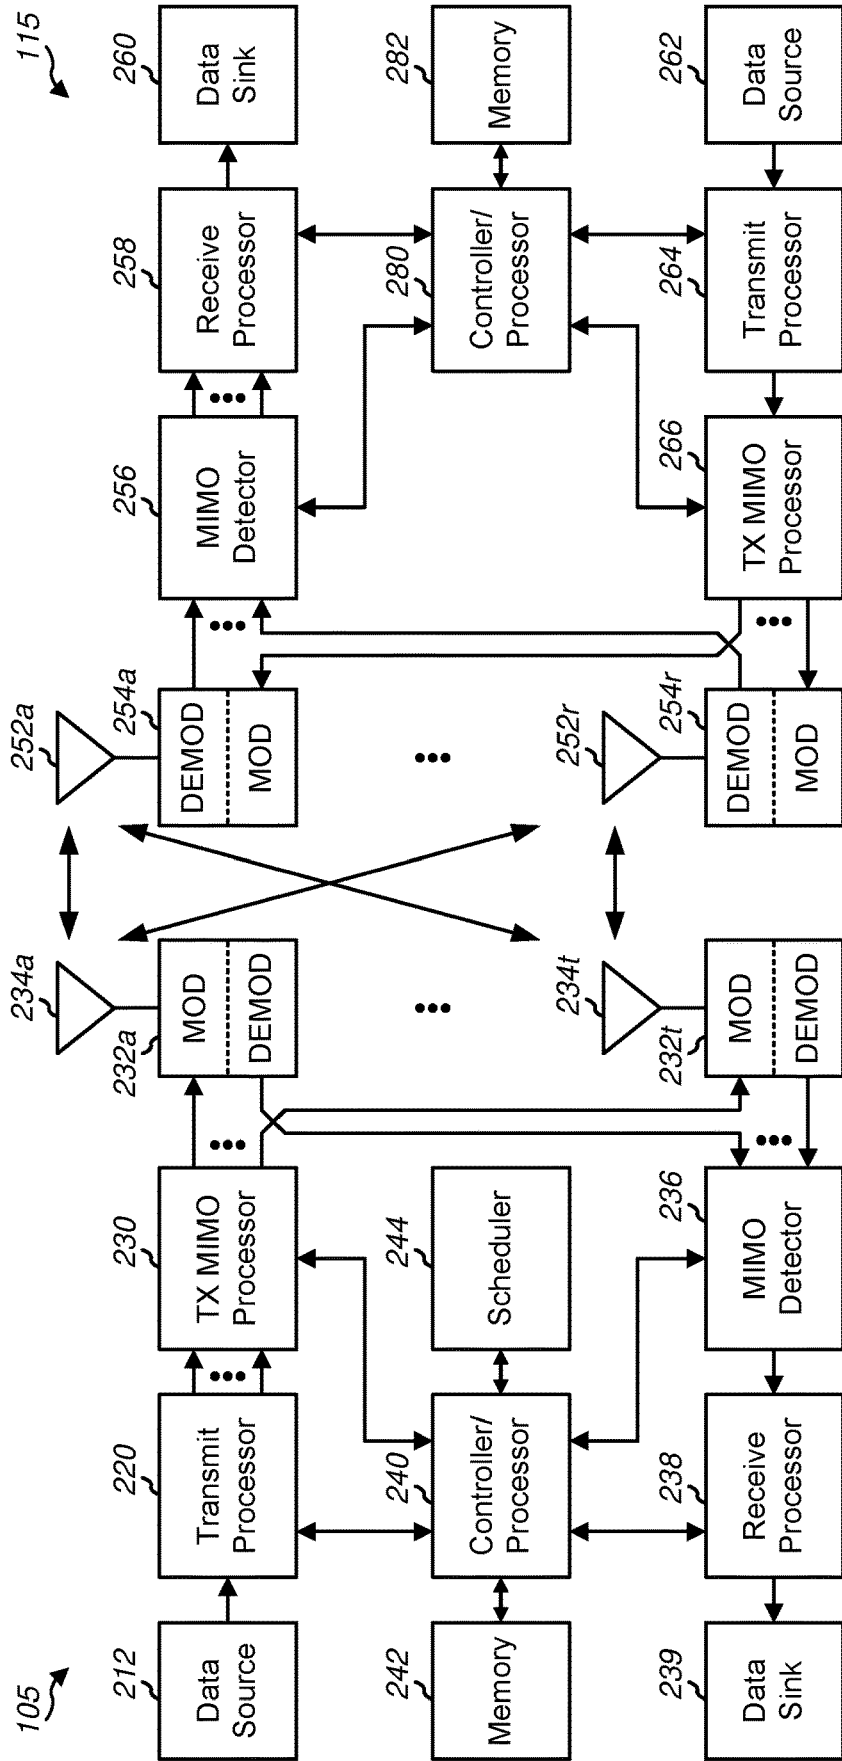 105
115
212
Data
Source
220
Transmit
Processor
230
TX MIMO
Processor
232a
MOD
DEMOD
234a
252a
254a
DEMOD
MOD
256
MIMO
Detector
258
Receive
Processor
260
Data
Sink
242
Memory
240
Controller/
Processor
244
Scheduler
280
Controller/
Processor
282
Memory
239
Data
Sink
238
Receive
Processor
236
MIMO
Detector
232t
MOD
DEMOD
234t
252r
254r
DEMOD
MOD
266
TX MIMO
Processor
264
Transmit
Processor
262
Data
Source